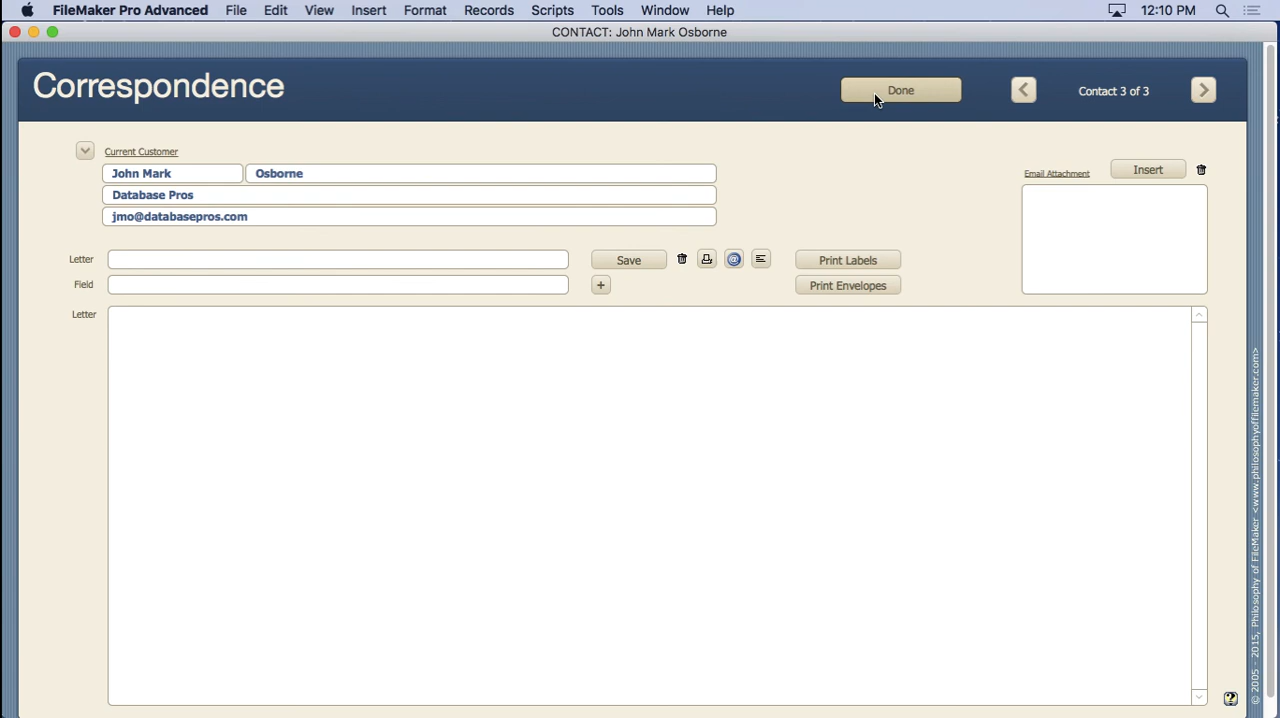 FileMaker Pro Advanced File Edit View Insert Format Records Scripts Tools Window Help 12:10 PM
CONTACT: John Mark Osborne
Correspondence
Done
Contact 3 of 3
Current Customer
John Mark Osborne
Database Pros
jmo@databasepros.com
Email Attachment
Insert
Letter
Save
@
Print Labels
Field
+
Print Envelopes
Letter
© 2005 - 2015, Philosophy of FileMaker <www.philosophyoffilemaker.com>
?